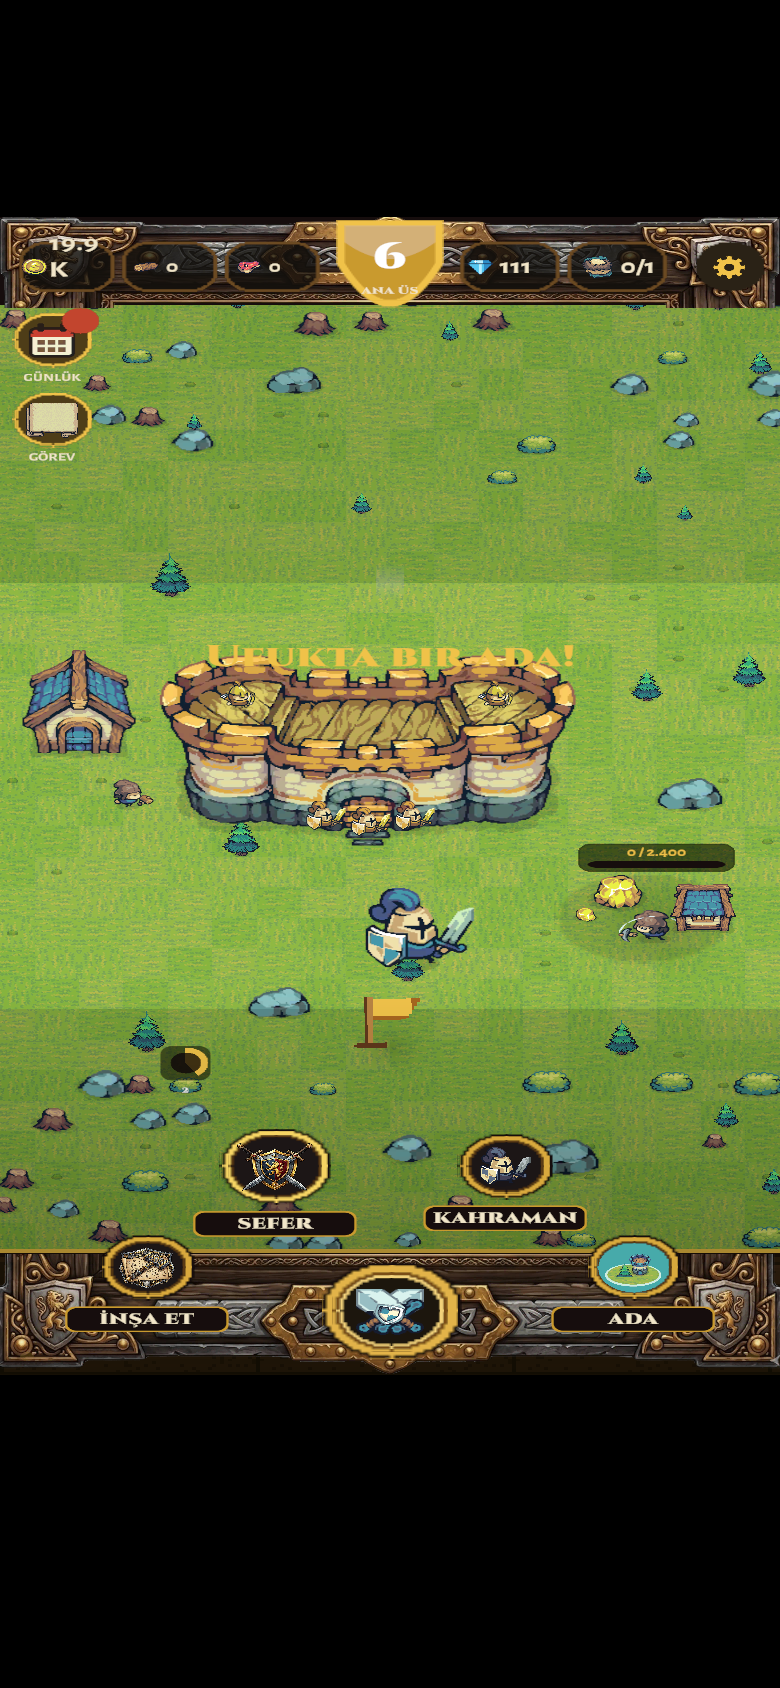 19.9
K
0
0
6
ANA ÜS
111
0/1
GÜNLÜK
GÖREV
UFUKTA BIR ADA!
0 / 2.400
SEFER
KAHRAMAN
İNŞA ET
ADA